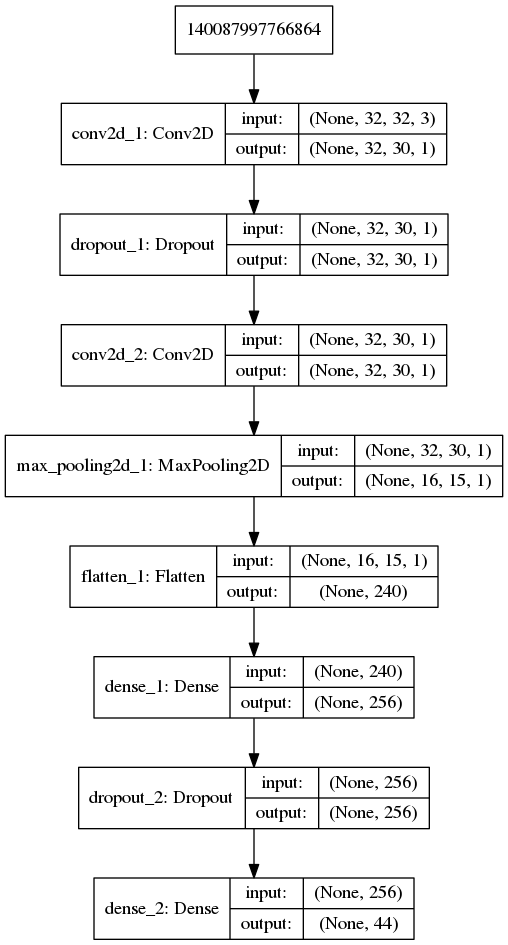 140087997766864
conv2d_1: Conv2D
input: (None, 32, 32, 3)
output: (None, 32, 30, 1)
dropout_1: Dropout
input: (None, 32, 30, 1)
output: (None, 32, 30, 1)
conv2d_2: Conv2D
input: (None, 32, 30, 1)
output: (None, 32, 30, 1)
max_pooling2d_1: MaxPooling2D
input: (None, 32, 30, 1)
output: (None, 16, 15, 1)
flatten_1: Flatten
input: (None, 16, 15, 1)
output: (None, 240)
dense_1: Dense
input: (None, 240)
output: (None, 256)
dropout_2: Dropout
input: (None, 256)
output: (None, 256)
dense_2: Dense
input: (None, 256)
output: (None, 44)